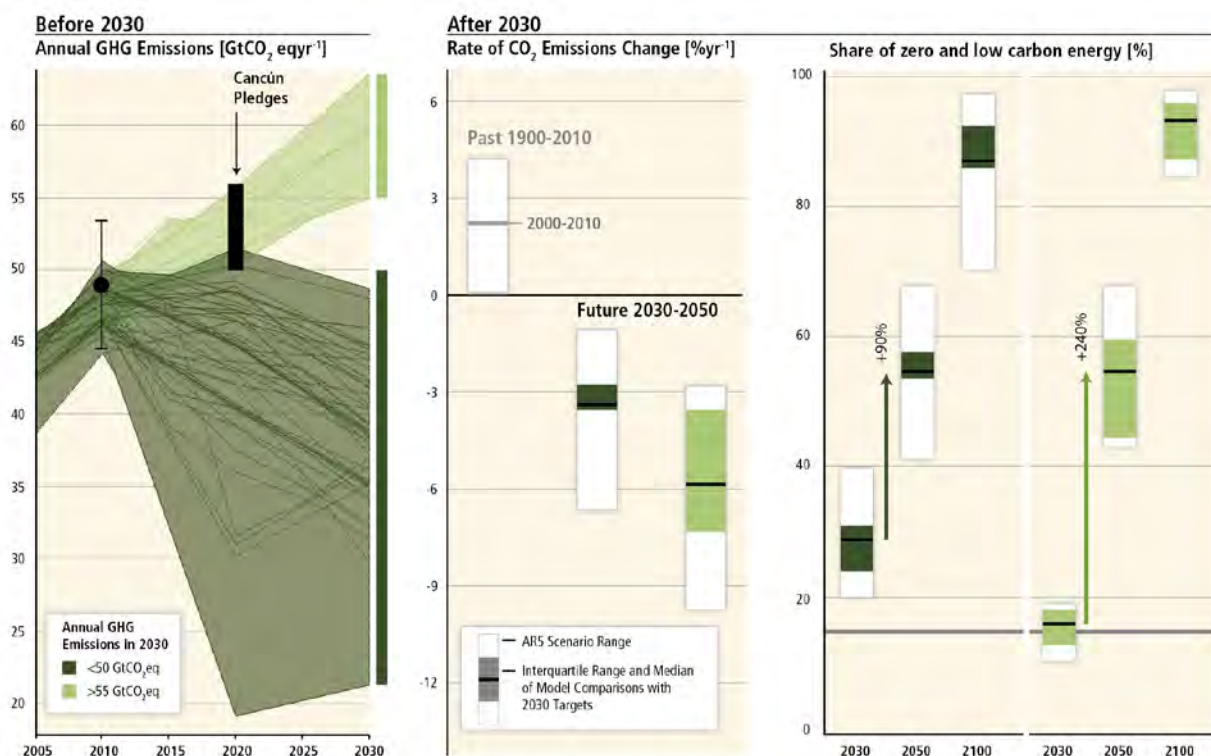 Before 2030
Annual GHG Emissions [GtCO2 eqyr-1]
Cancún
Pledges
60
55
50
45
40
35
30
25
20
Annual GHG
Emissions in 2030
<50 GtCO2eq
>55 GtCO2eq
2005 2010 2015 2020 2025 2030
After 2030
Rate of CO2 Emissions Change [%yr-1]
6
3
0
-3
-6
-9
-12
Past 1900-2010
2000-2010
Future 2030-2050
AR5 Scenario Range
Interquartile Range and Median
of Model Comparisons with
2030 Targets
Share of zero and low carbon energy [%]
100
80
60
40
20
0
+90%
+240%
2030 2050 2100 2030 2050 2100